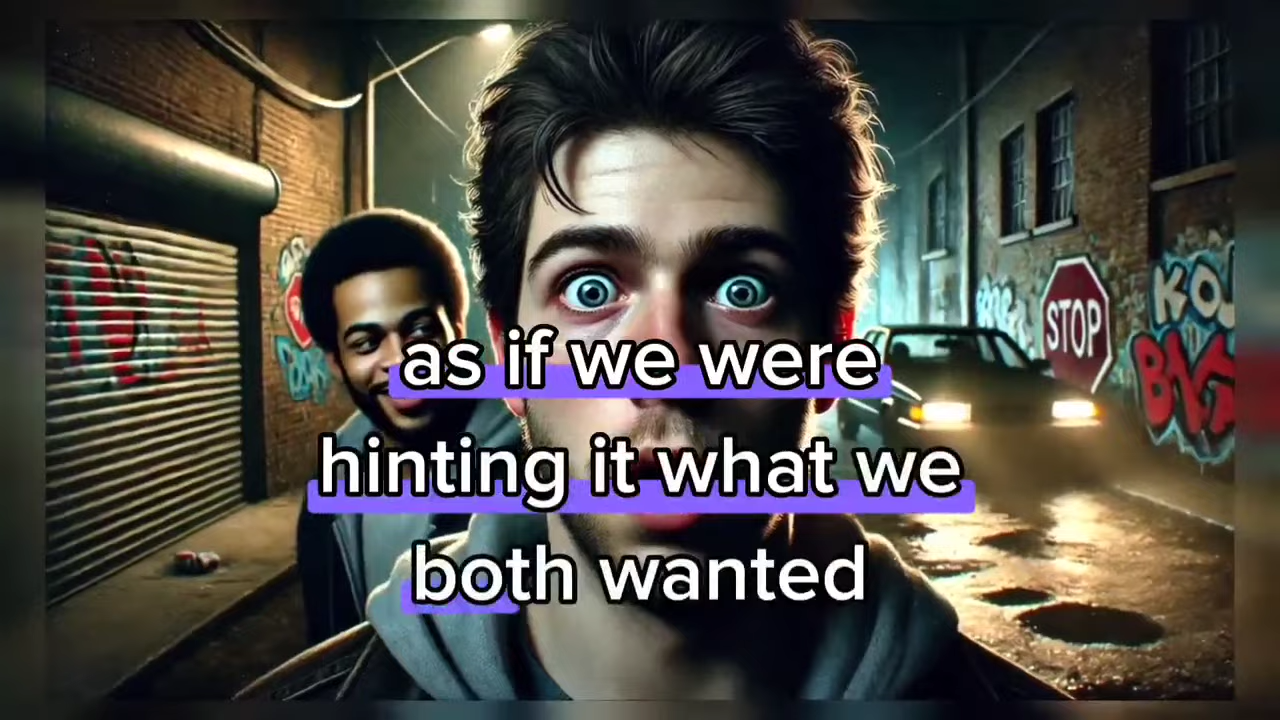 as if we were
hinting it what we
both wanted
STOP